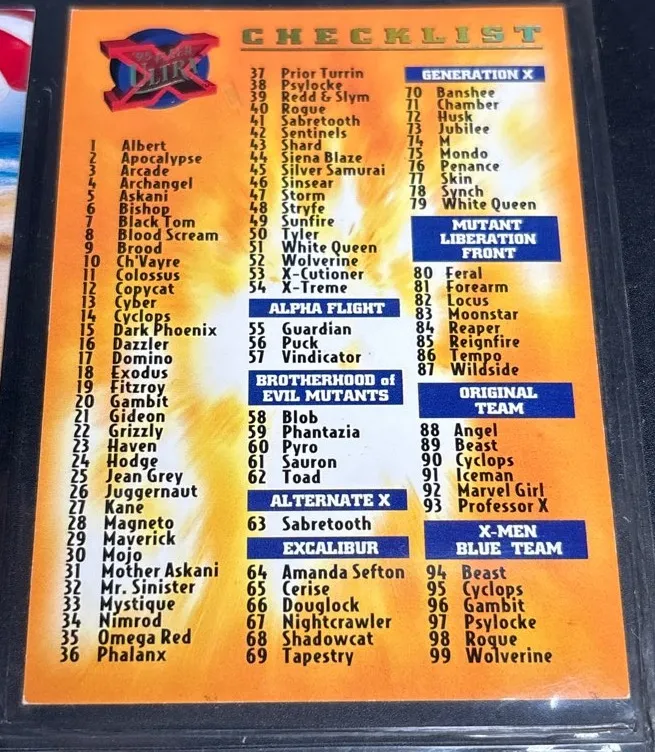 CHECKLIST
'95 FLEER
ULTRA
X
1 Albert
2 Apocalypse
3 Arcade
4 Archangel
5 Askani
6 Bishop
7 Black Tom
8 Blood Scream
9 Brood
10 Ch'Vayre
11 Colossus
12 Copycat
13 Cyber
14 Cyclops
15 Dark Phoenix
16 Dazzler
17 Domino
18 Exodus
19 Fitzroy
20 Gambit
21 Gideon
22 Grizzly
23 Haven
24 Hodge
25 Jean Grey
26 Juggernaut
27 Kane
28 Magneto
29 Maverick
30 Mojo
31 Mother Askani
32 Mr. Sinister
33 Mystique
34 Nimrod
35 Omega Red
36 Phalanx
37 Prior Turrin
38 Psylocke
39 Redd & Slym
40 Rogue
41 Sabretooth
42 Sentinels
43 Shard
44 Siena Blaze
45 Silver Samurai
46 Sinsear
47 Storm
48 Stryfe
49 Sunfire
50 Tyler
51 White Queen
52 Wolverine
53 X-Cutioner
54 X-Treme
ALPHA FLIGHT
55 Guardian
56 Puck
57 Vindicator
BROTHERHOOD of
EVIL MUTANTS
58 Blob
59 Phantazia
60 Pyro
61 Sauron
62 Toad
ALTERNATE X
63 Sabretooth
EXCALIBUR
64 Amanda Sefton
65 Cerise
66 Douglock
67 Nightcrawler
68 Shadowcat
69 Tapestry
GENERATION X
70 Banshee
71 Chamber
72 Husk
73 Jubilee
74 M
75 Mondo
76 Penance
77 Skin
78 Synch
79 White Queen
MUTANT
LIBERATION
FRONT
80 Feral
81 Forearm
82 Locus
83 Moonstar
84 Reaper
85 Reignfire
86 Tempo
87 Wildside
ORIGINAL
TEAM
88 Angel
89 Beast
90 Cyclops
91 Iceman
92 Marvel Girl
93 Professor X
X-MEN
BLUE TEAM
94 Beast
95 Cyclops
96 Gambit
97 Psylocke
98 Rogue
99 Wolverine